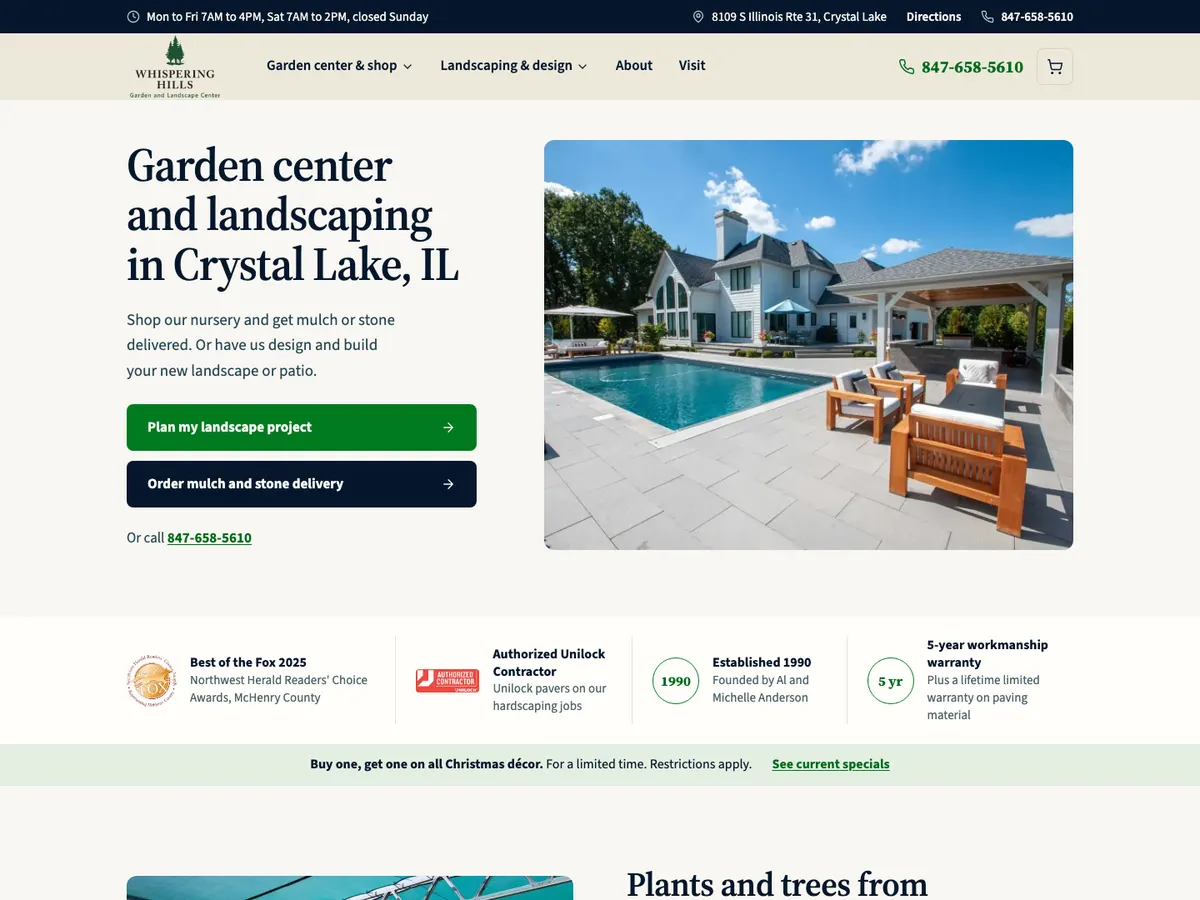 Mon to Fri 7AM to 4PM, Sat 7AM to 2PM, closed Sunday
8109 S Illinois Rte 31, Crystal Lake
Directions
847-658-5610
WHISPERING
HILLS
Garden and Landscape Center
Garden center & shop
Landscaping & design
About
Visit
847-658-5610
Garden center
and landscaping
in Crystal Lake, IL
Shop our nursery and get mulch or stone
delivered. Or have us design and build
your new landscape or patio.
Plan my landscape project
Order mulch and stone delivery
Or call 847-658-5610
FOX
Best of the Fox 2025
Northwest Herald Readers' Choice
Awards, McHenry County
AUTHORIZED
CONTRACTOR
UNILOCK
Authorized Unilock
Contractor
Unilock pavers on our
hardscaping jobs
1990
Established 1990
Founded by Al and
Michelle Anderson
5 yr
5-year workmanship
warranty
Plus a lifetime limited
warranty on paving
material
Buy one, get one on all Christmas décor. For a limited time. Restrictions apply.
See current specials
Plants and trees from